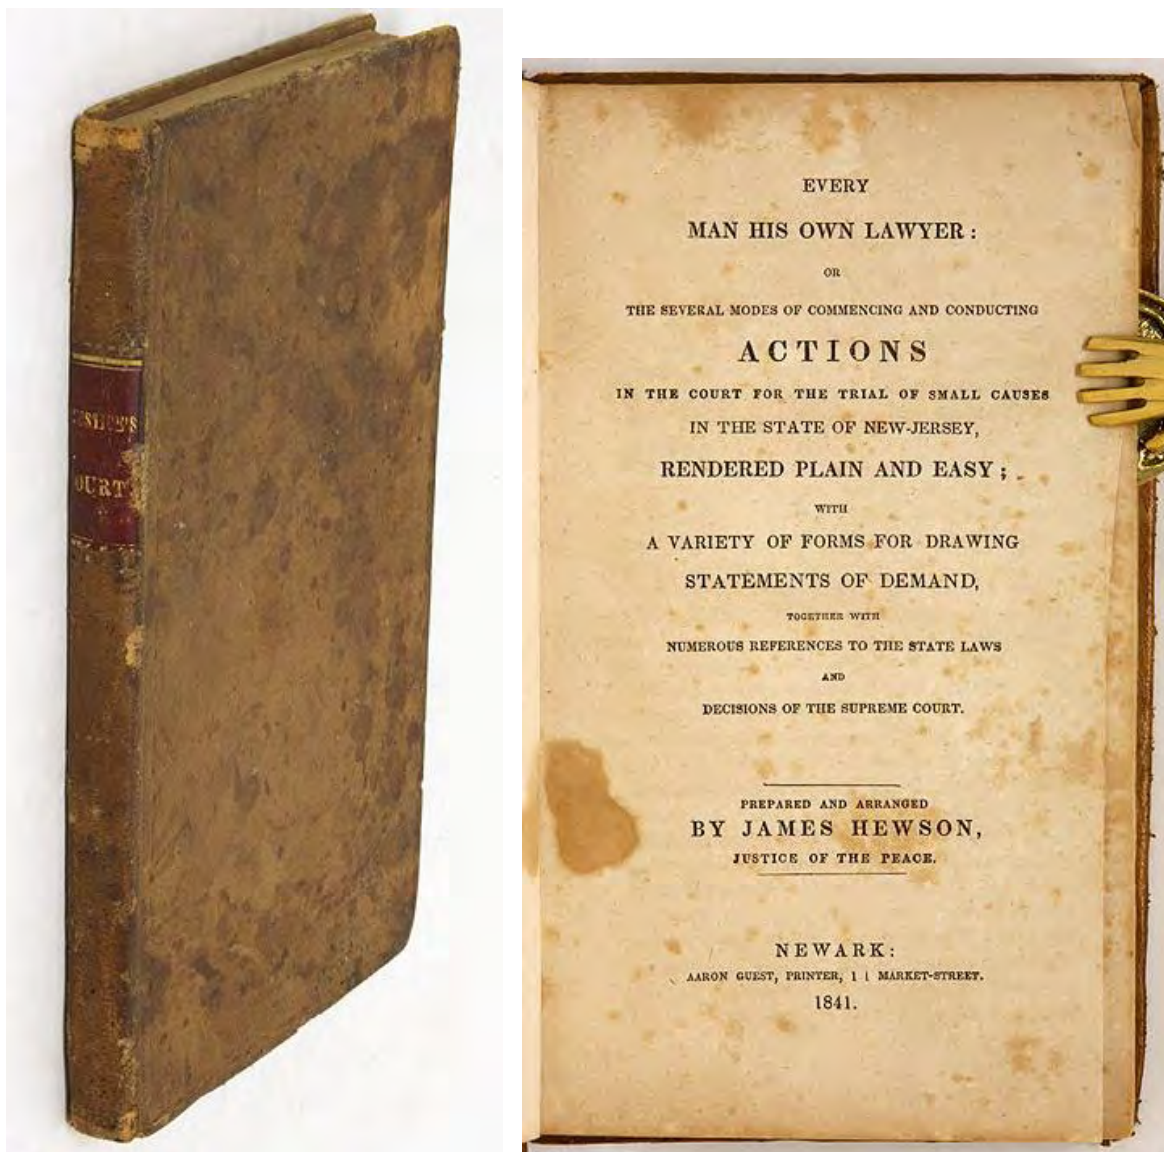 EVERY
MAN HIS OWN LAWYER:
OR
THE SEVERAL MODES OF COMMENCING AND CONDUCTING
ACTIONS
IN THE COURT FOR THE TRIAL OF SMALL CAUSES
IN THE STATE OF NEW-JERSEY,
RENDERED PLAIN AND EASY;
WITH
A VARIETY OF FORMS FOR DRAWING
STATEMENTS OF DEMAND,
TOGETHER WITH
NUMEROUS REFERENCES TO THE STATE LAWS
AND
DECISIONS OF THE SUPREME COURT.
PREPARED AND ARRANGED
BY JAMES HEWSON,
JUSTICE OF THE PEACE.
NEWARK:
AARON GUEST, PRINTER, MARKET-STREET.
1841.